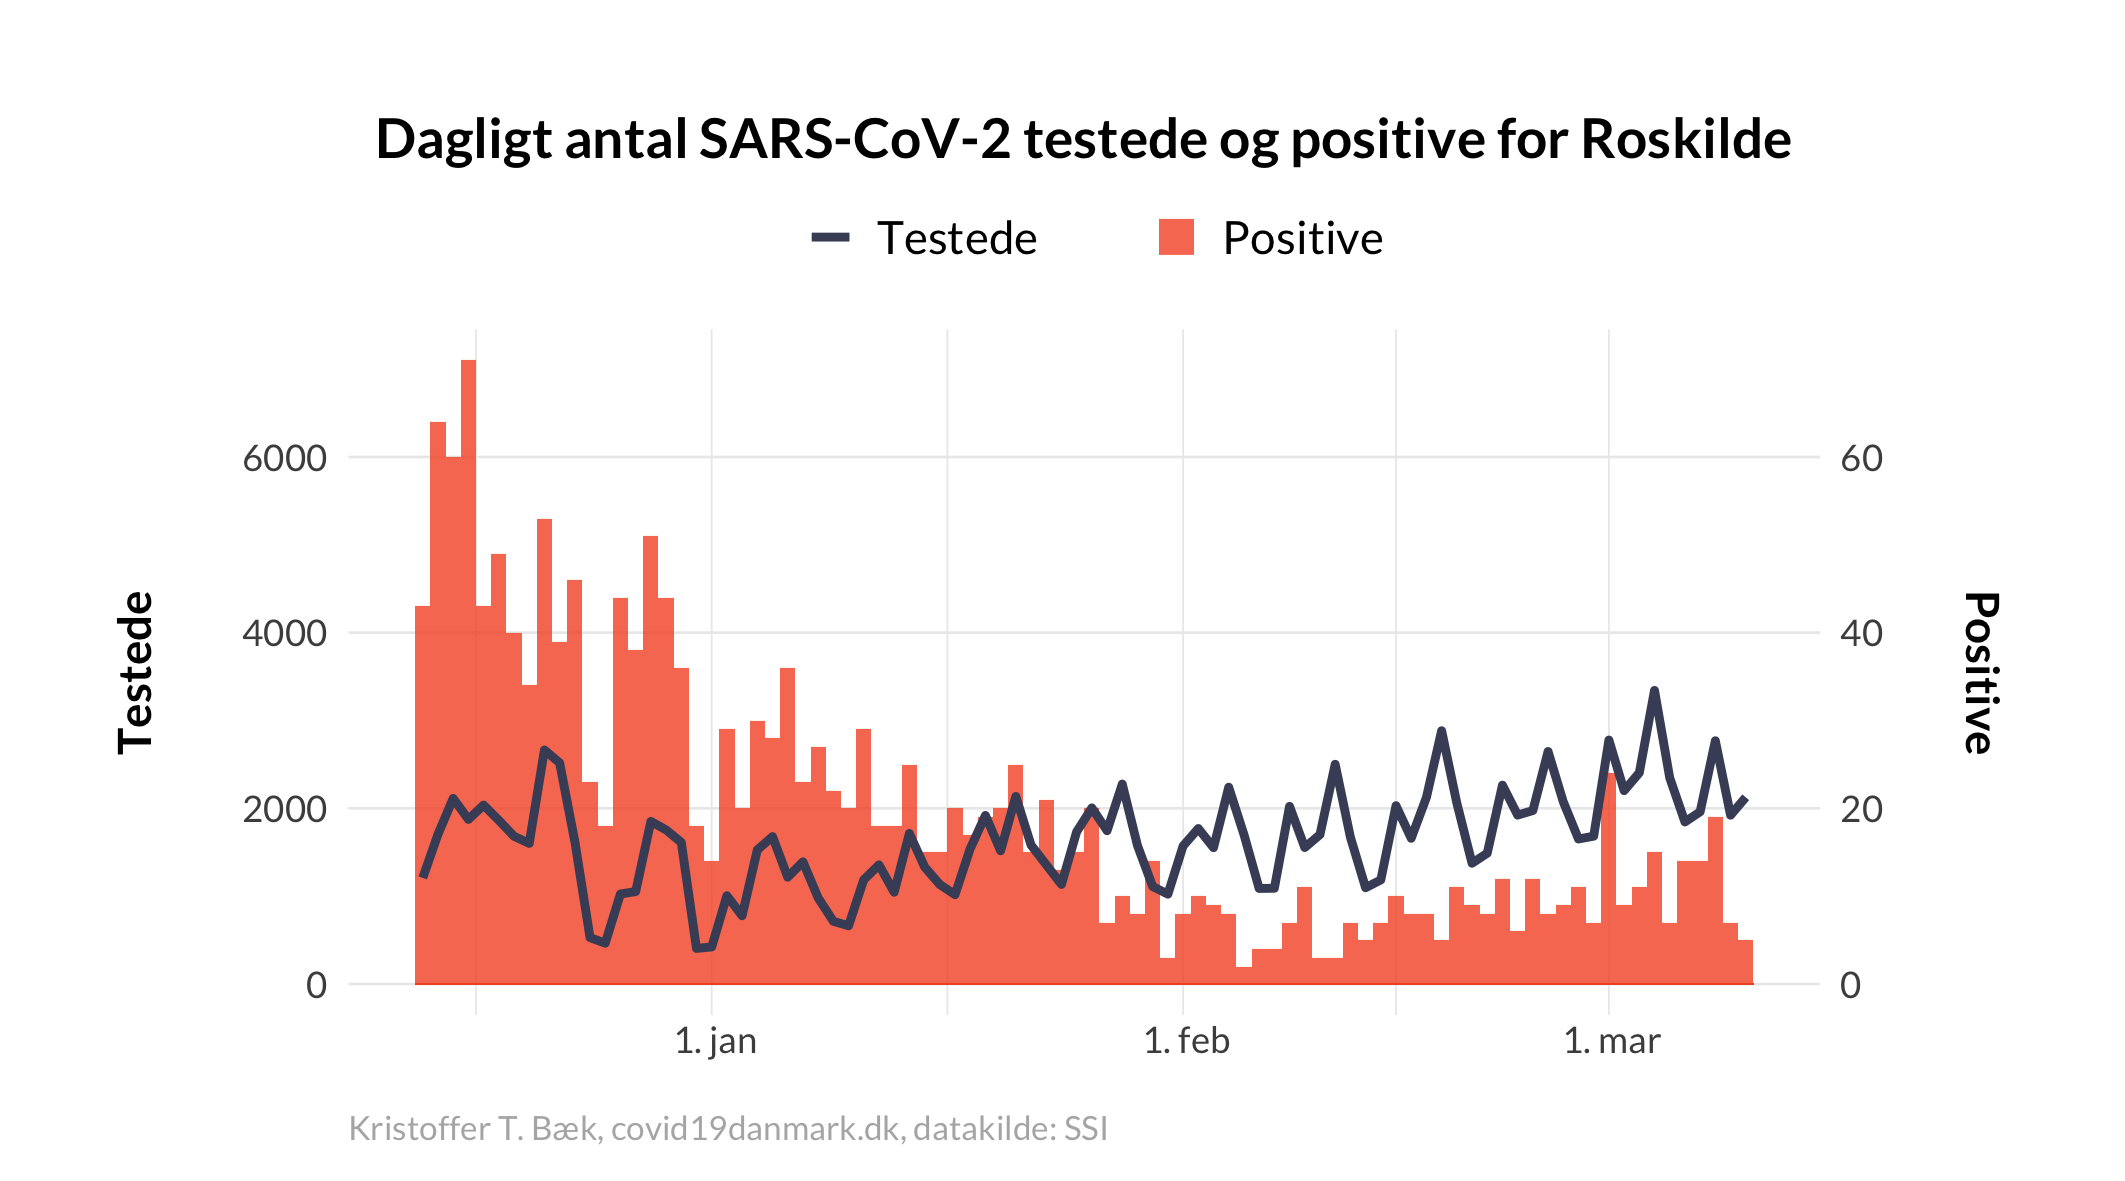 Dagligt antal SARS-CoV-2 testede og positive for Roskilde
Testede
Positive
6000
4000
2000
0
Testede
60
40
20
0
Positive
1. jan
1. feb
1. mar
Kristoffer T. Bæk, covid19danmark.dk, datakilde: SSI